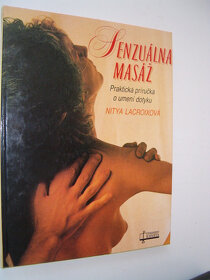 SENZUÁLNA
MASÁŽ
Praktická príručka
o umení dotyku
NITYA LACROIXOVÁ